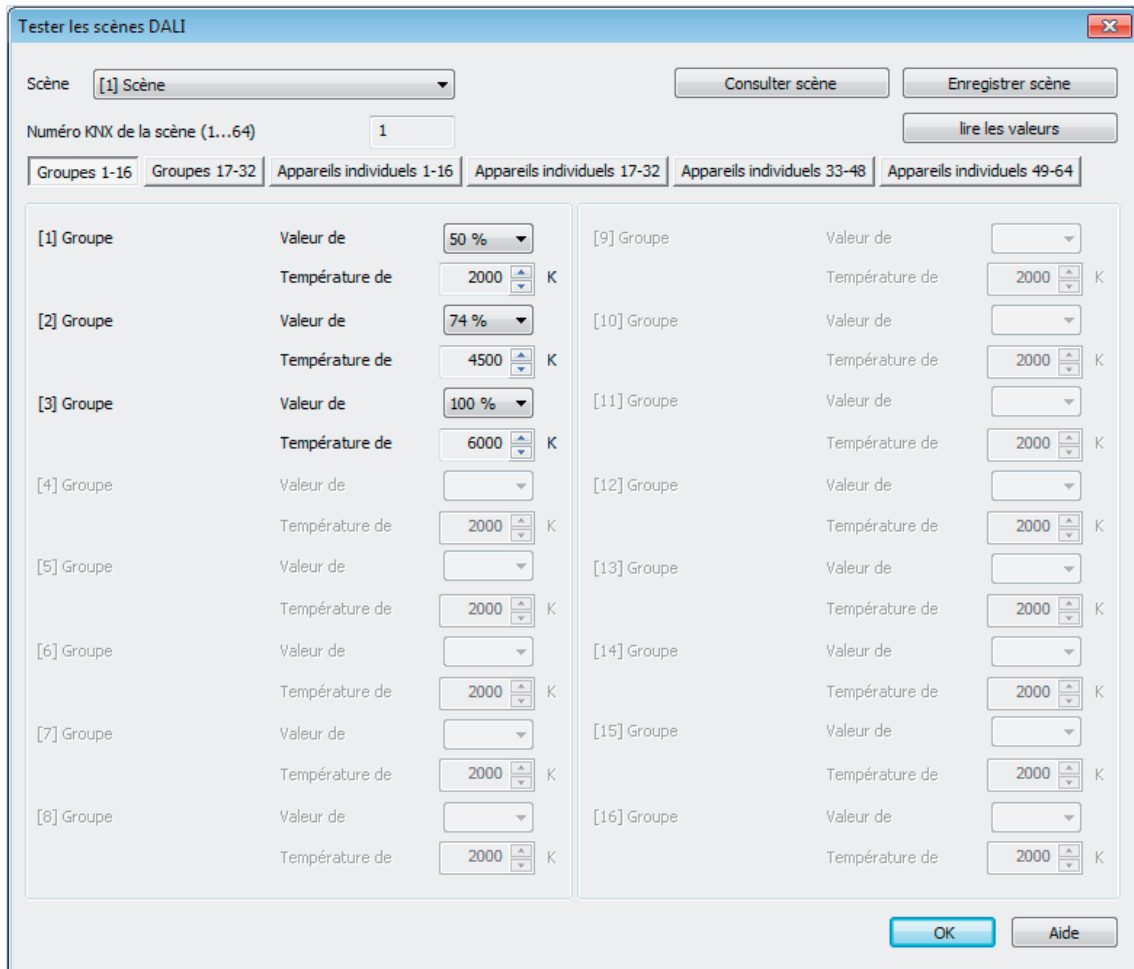 Tester les scènes DALI
Scène [1] Scène Consulter scène Enregistrer scène
Numéro KNX de la scène (1...64) 1 lire les valeurs
Groupes 1-16 Groupes 17-32 Appareils individuels 1-16 Appareils individuels 17-32 Appareils individuels 33-48 Appareils individuels 49-64
[1] Groupe Valeur de 50 %
Température de 2000 K
[2] Groupe Valeur de 74 %
Température de 4500 K
[3] Groupe Valeur de 100 %
Température de 6000 K
[4] Groupe Valeur de
Température de 2000 K
[5] Groupe Valeur de
Température de 2000 K
[6] Groupe Valeur de
Température de 2000 K
[7] Groupe Valeur de
Température de 2000 K
[8] Groupe Valeur de
Température de 2000 K
[9] Groupe Valeur de
Température de 2000 K
[10] Groupe Valeur de
Température de 2000 K
[11] Groupe Valeur de
Température de 2000 K
[12] Groupe Valeur de
Température de 2000 K
[13] Groupe Valeur de
Température de 2000 K
[14] Groupe Valeur de
Température de 2000 K
[15] Groupe Valeur de
Température de 2000 K
[16] Groupe Valeur de
Température de 2000 K
OK Aide